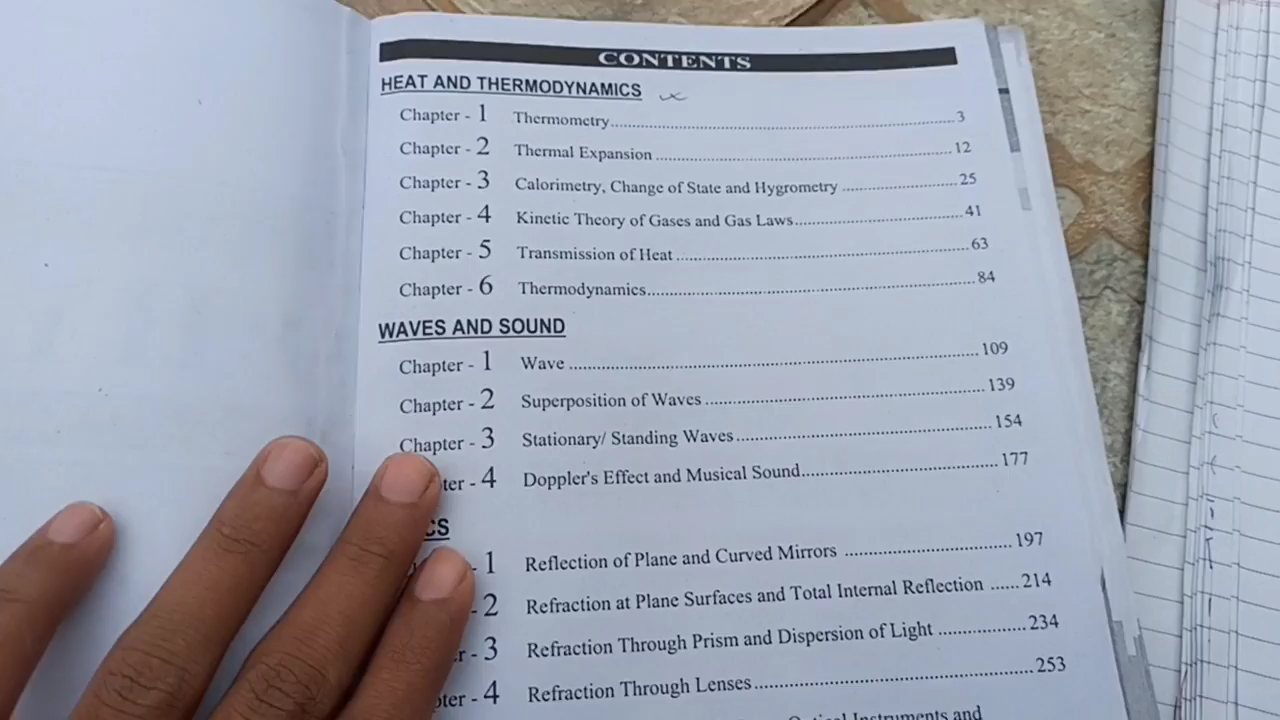 CONTENTS
HEAT AND THERMODYNAMICS
Chapter - 1 Thermometry 3
Chapter - 2 Thermal Expansion 12
Chapter - 3 Calorimetry, Change of State and Hygrometry 25
Chapter - 4 Kinetic Theory of Gases and Gas Laws 41
Chapter - 5 Transmission of Heat 63
Chapter - 6 Thermodynamics 84
WAVES AND SOUND
Chapter - 1 Wave 109
Chapter - 2 Superposition of Waves 139
Chapter - 3 Stationary/ Standing Waves 154
ter - 4 Doppler's Effect and Musical Sound 177
CS
- 1 Reflection of Plane and Curved Mirrors 197
- 2 Refraction at Plane Surfaces and Total Internal Reflection 214
r - 3 Refraction Through Prism and Dispersion of Light 234
pter - 4 Refraction Through Lenses 253
Optical Instruments and